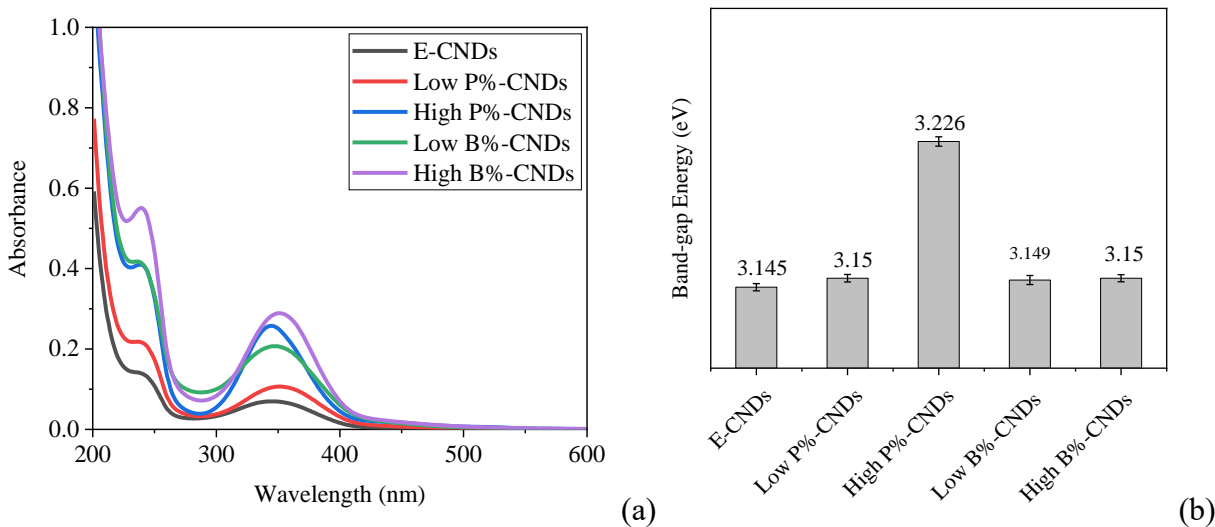 1.0
0.8
0.6
0.4
0.2
0.0
Absorbance
200
300
400
500
600
Wavelength (nm)
E-CNDs
Low P%-CNDs
High P%-CNDs
Low B%-CNDs
High B%-CNDs
(a)
Band-gap Energy (eV)
3.145
3.15
3.226
3.149
3.15
E-CNDs
Low P%-CNDs
High P%-CNDs
Low B%-CNDs
High B%-CNDs
(b)